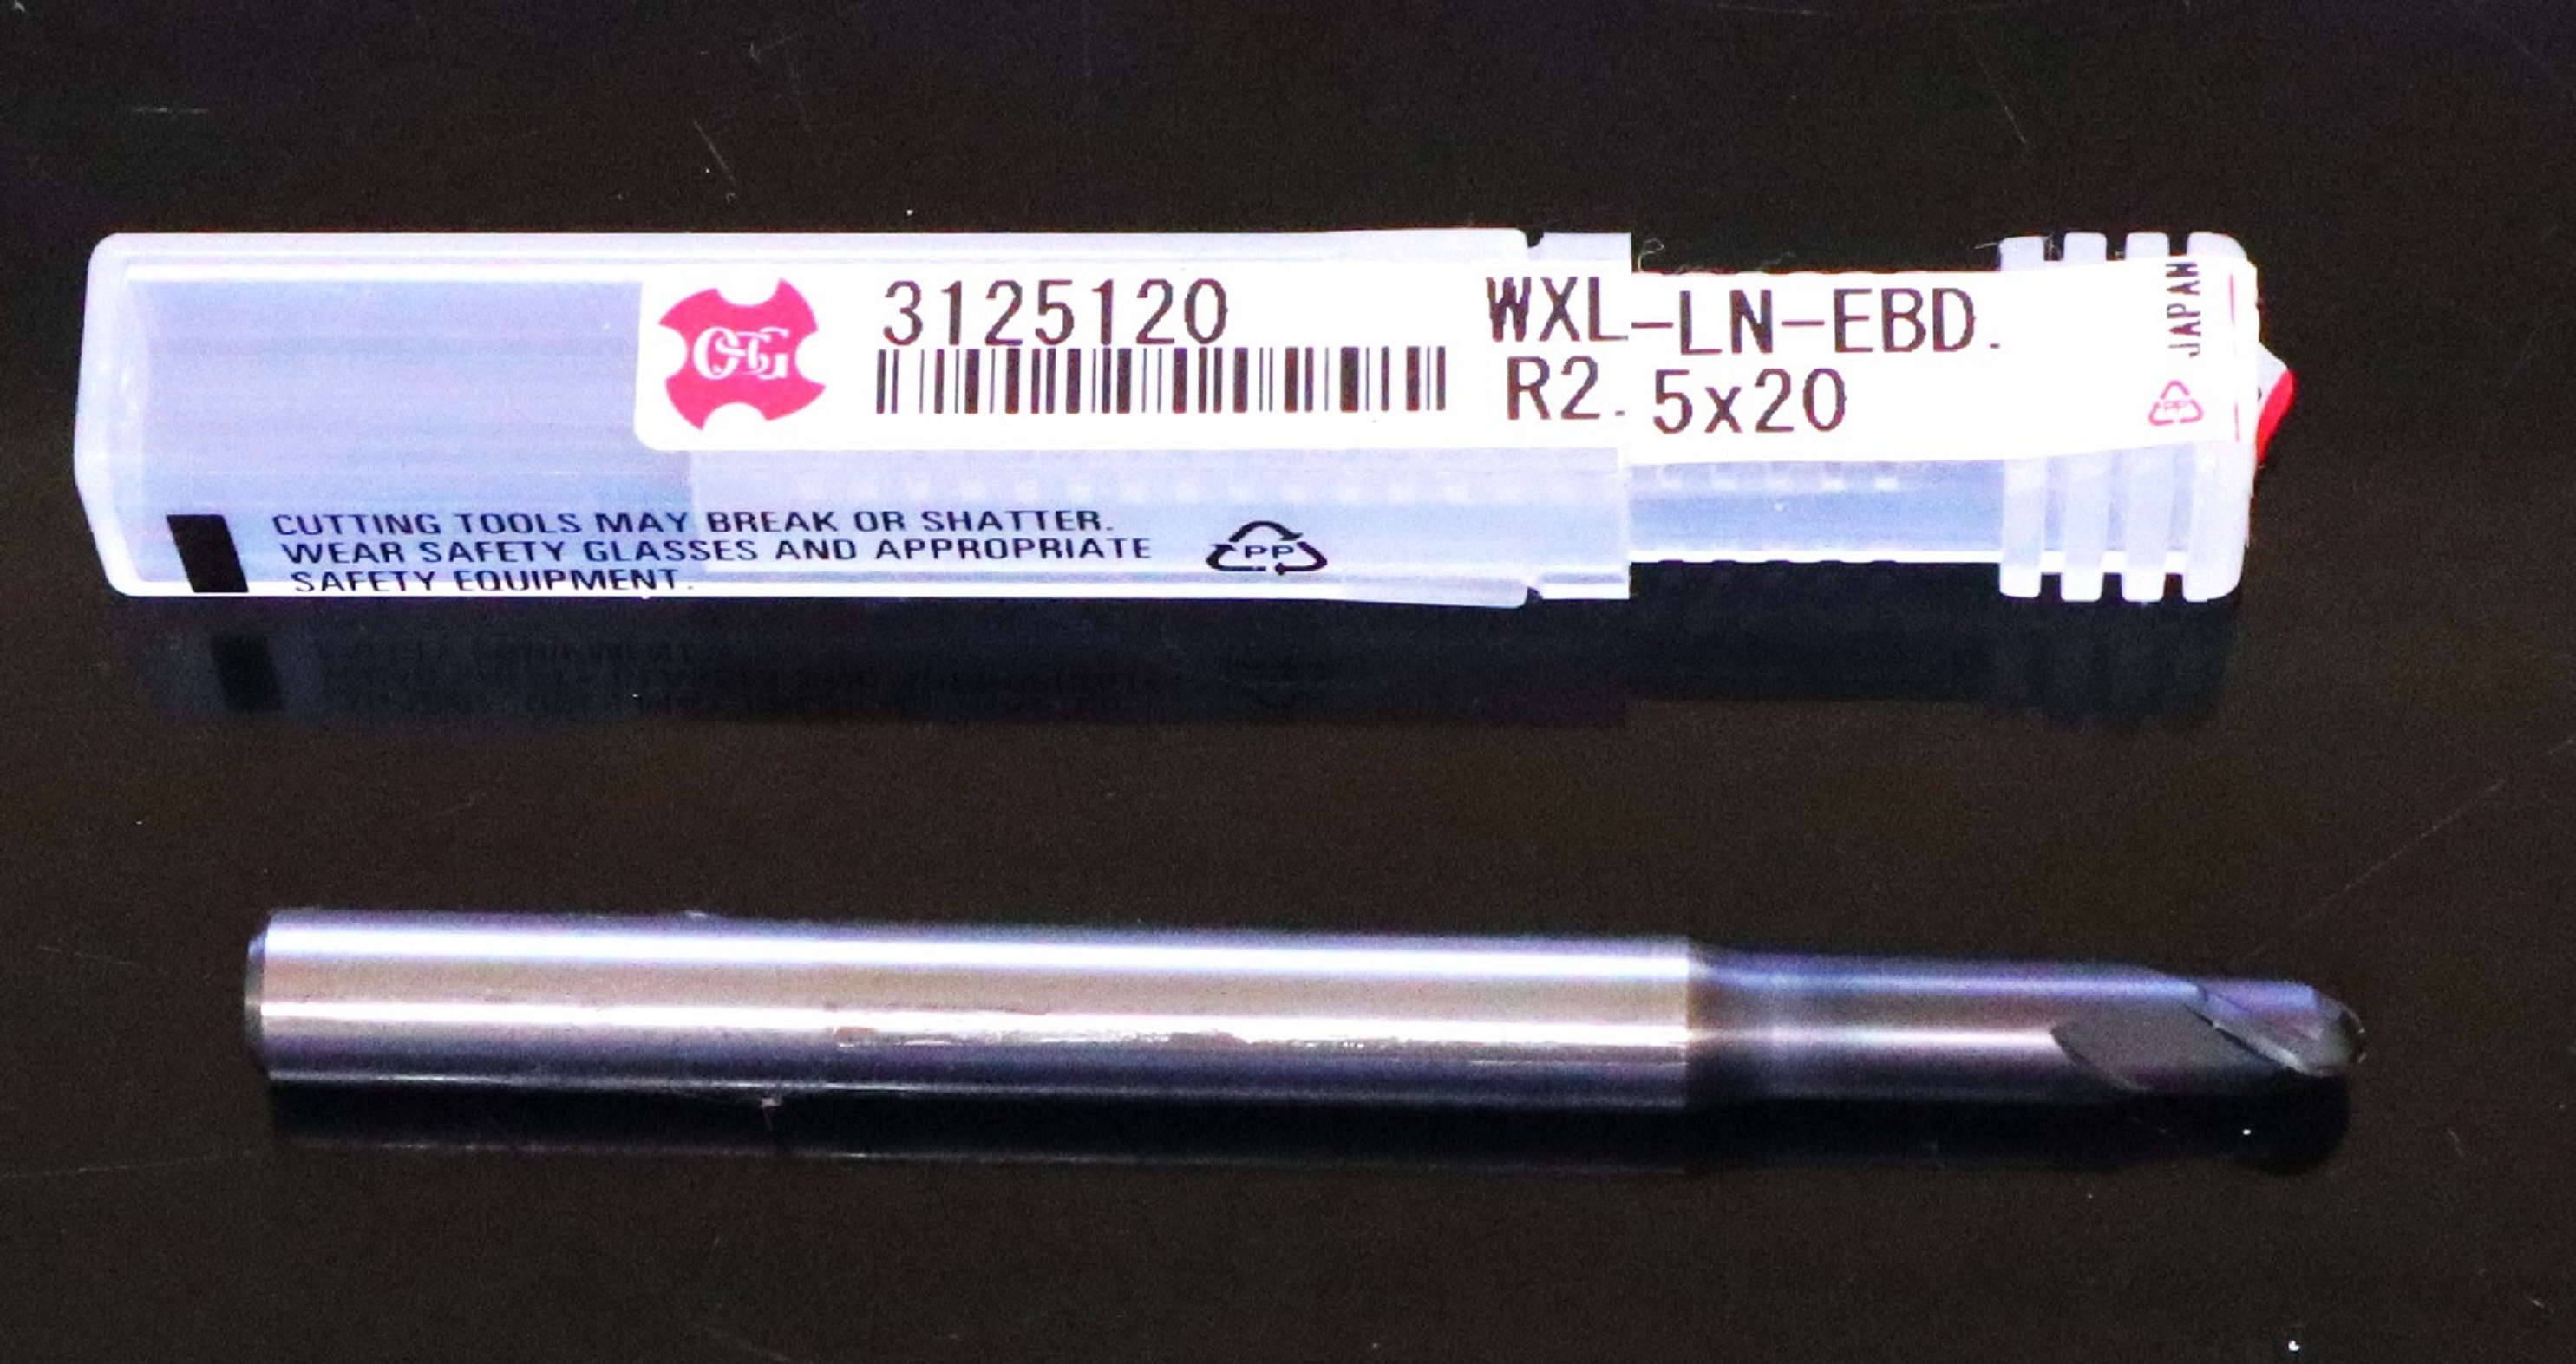 OSG
3125120
WXL-LN-EBD.
R2.5x20
JAPAN
PP
CUTTING TOOLS MAY BREAK OR SHATTER.
WEAR SAFETY GLASSES AND APPROPRIATE
SAFETY EQUIPMENT.
PP